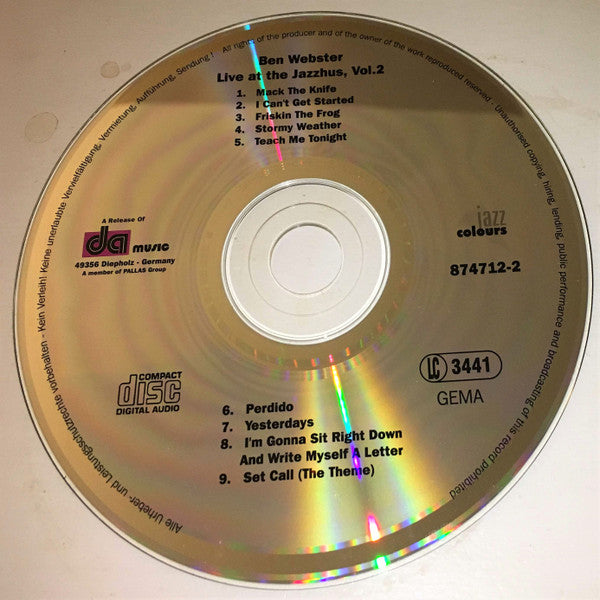 Ben Webster
Live at the Jazzhus, Vol.2
1. Mack The Knife
2. I Can't Get Started
3. Friskin The Frog
4. Stormy Weather
5. Teach Me Tonight
A Release Of
da music
49356 Diepholz - Germany
A member of PALLAS Group
jazz
colours
874712-2
COMPACT
disc
DIGITAL AUDIO
LC 3441
GEMA
6. Perdido
7. Yesterdays
8. I'm Gonna Sit Right Down
And Write Myself A Letter
9. Set Call (The Theme)
Alle Urheber- und Leistungsschutzrechte vorbehalten - Kein Verleih! Keine unerlaubte Vervielfältigung, Vermietung, Aufführung, Sendung! All rights of the producer and of the owner of the work reproduced reserved - Unauthorised copying, hiring, lending, public performance and broadcasting of this record prohibited